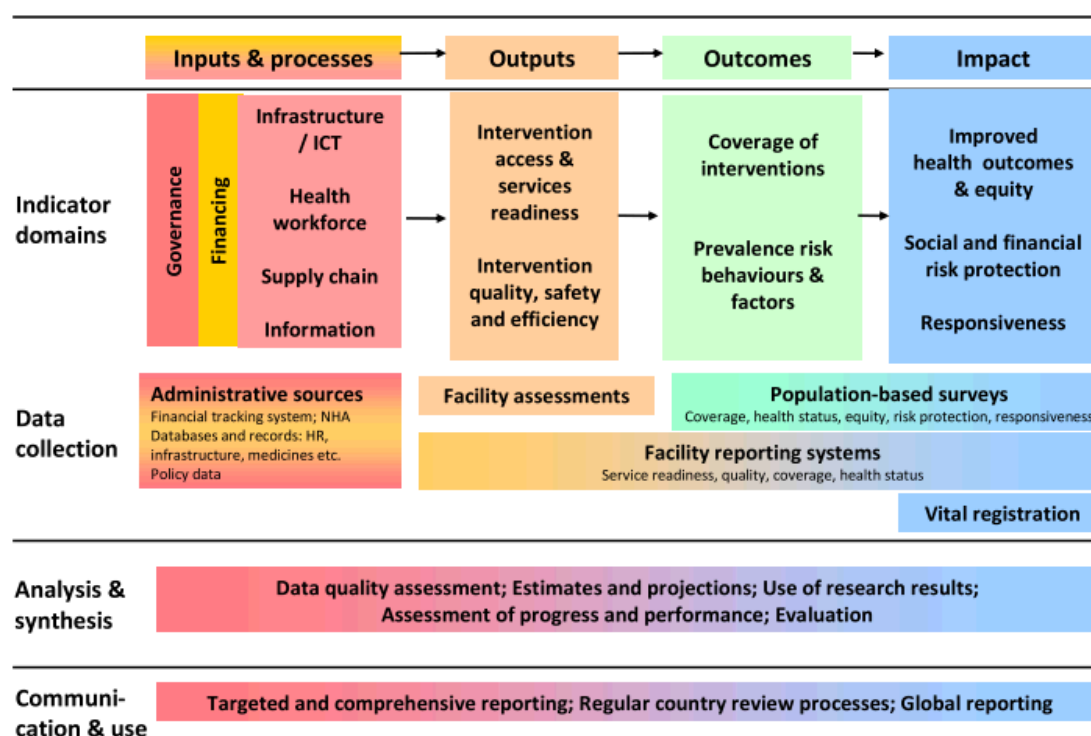 Inputs & processes
Outputs
Outcomes
Impact
Indicator
domains
Governance
Financing
Infrastructure
/ ICT
Health
workforce
Supply chain
Information
Intervention
access &
services
readiness
Intervention
quality, safety
and efficiency
Coverage of
interventions
Prevalence risk
behaviours &
factors
Improved
health outcomes
& equity
Social and financial
risk protection
Responsiveness
Data
collection
Administrative sources
Financial tracking system; NHA
Databases and records: HR,
infrastructure, medicines etc.
Policy data
Facility assessments
Population-based surveys
Coverage, health status, equity, risk protection, responsiveness
Facility reporting systems
Service readiness, quality, coverage, health status
Vital registration
Analysis &
synthesis
Data quality assessment; Estimates and projections; Use of research results;
Assessment of progress and performance; Evaluation
Communi-
cation & use
Targeted and comprehensive reporting; Regular country review processes; Global reporting